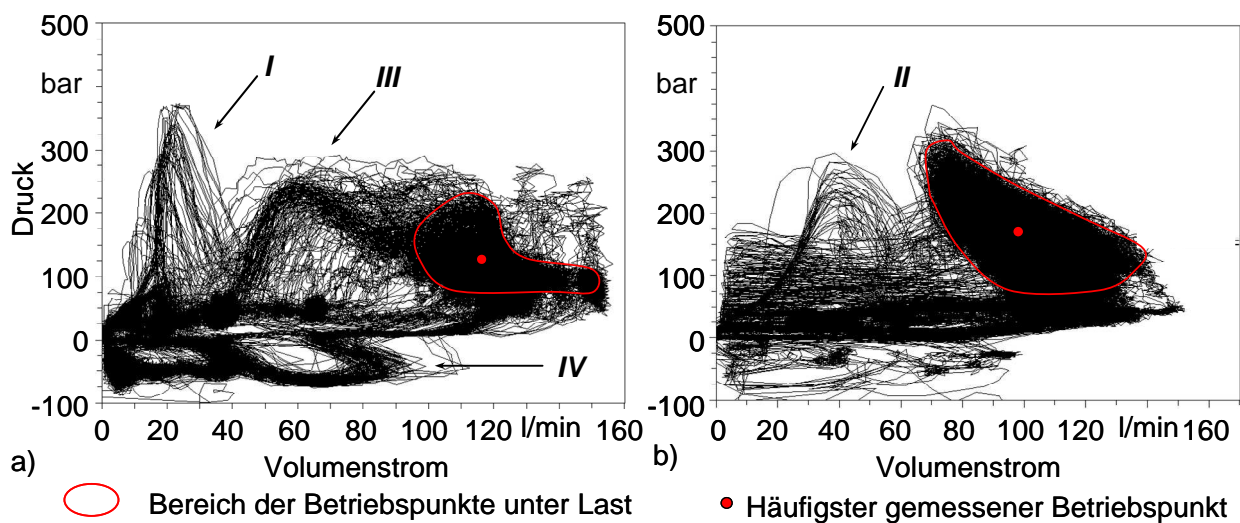 500
bar
300
Druck
200
100
0
-100
0 20 40 60 80 100 120 l/min 160
Volumenstrom
a)
I
III
IV
500
bar
300
200
100
0
-100
0 20 40 60 80 100 120 l/min 160
Volumenstrom
b)
II
Bereich der Betriebspunkte unter Last
Häufigster gemessener Betriebspunkt